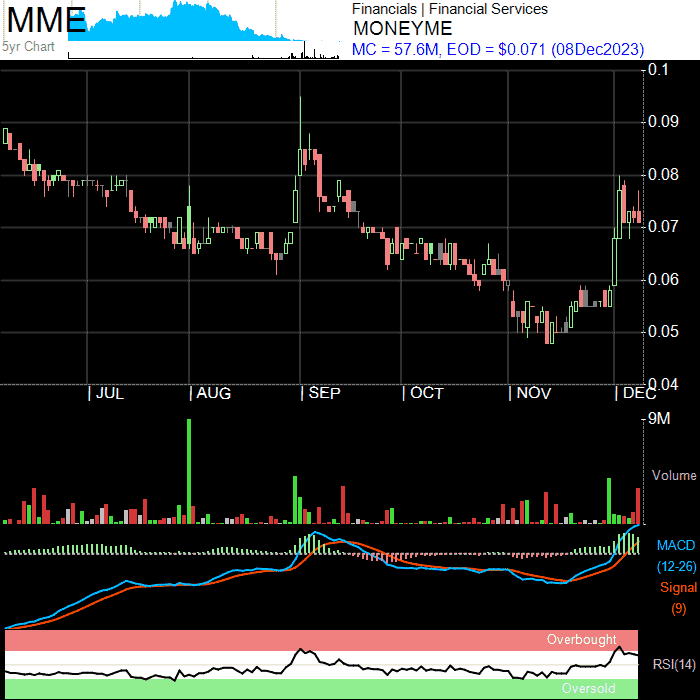 MME
5yr Chart
Financials | Financial Services
MONEYME
MC = 57.6M, EOD = $0.071 (08Dec2023)
0.1
0.09
0.08
0.07
0.06
0.05
0.04
JUL AUG SEP OCT NOV DEC
9M
Volume
MACD
(12-26)
Signal
(9)
Overbought
RSI(14)
Oversold